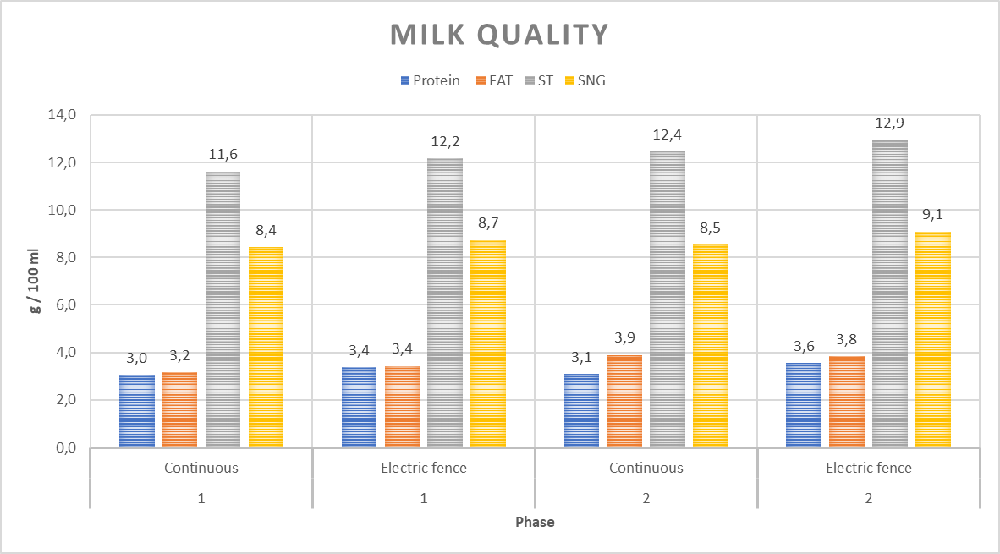 MILK QUALITY
Protein FAT ST SNG
14,0
12,0
10,0
8,0
6,0
4,0
2,0
0,0
g / 100 ml
3,0 3,2 11,6 8,4
3,4 3,4 12,2 8,7
3,1 3,9 12,4 8,5
3,6 3,8 12,9 9,1
Continuous Electric fence Continuous Electric fence
1 1 2 2
Phase